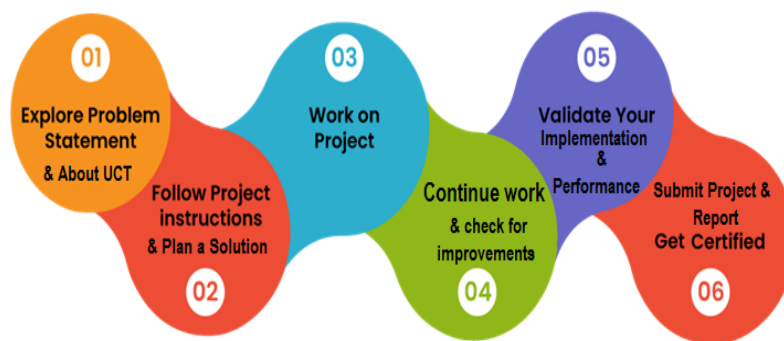 01
Explore Problem
Statement
& About UCT
Follow Project
instructions
& Plan a Solution
02
03
Work on
Project
Continue work
& check for
improvements
04
05
Validate Your
Implementation
&
Performance
Submit Project &
Report
Get Certified
06